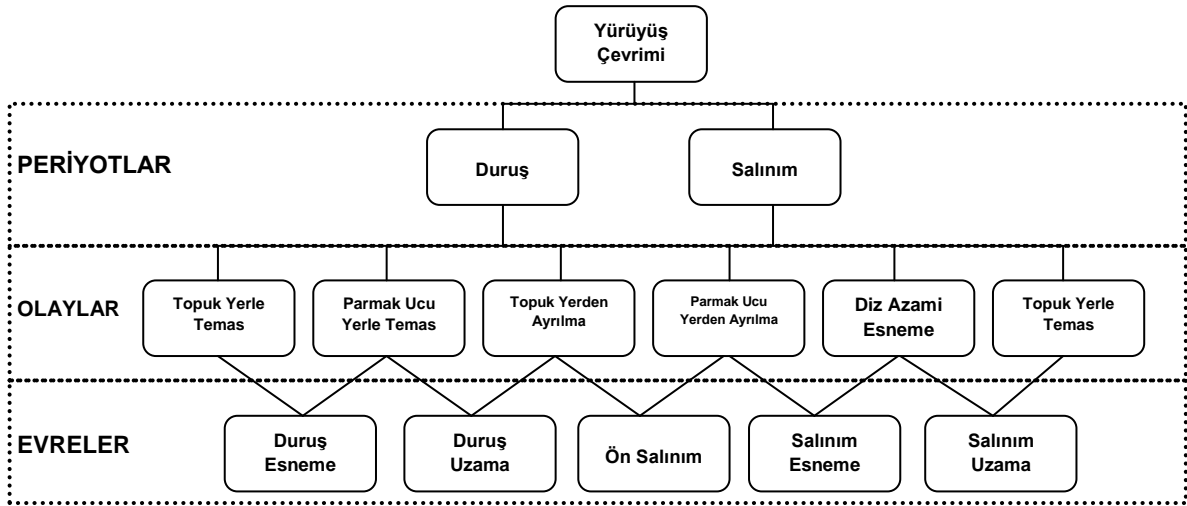 Yürüyüş
Çevrimi
PERİYOTLAR
Duruş
Salınım
OLAYLAR
Topuk Yerle
Temas
Parmak Ucu
Yerle Temas
Topuk Yerden
Ayrılma
Parmak Ucu
Yerden Ayrılma
Diz Azami
Esneme
Topuk Yerle
Temas
EVRELER
Duruş
Esneme
Duruş
Uzama
Ön Salınım
Salınım
Esneme
Salınım
Uzama